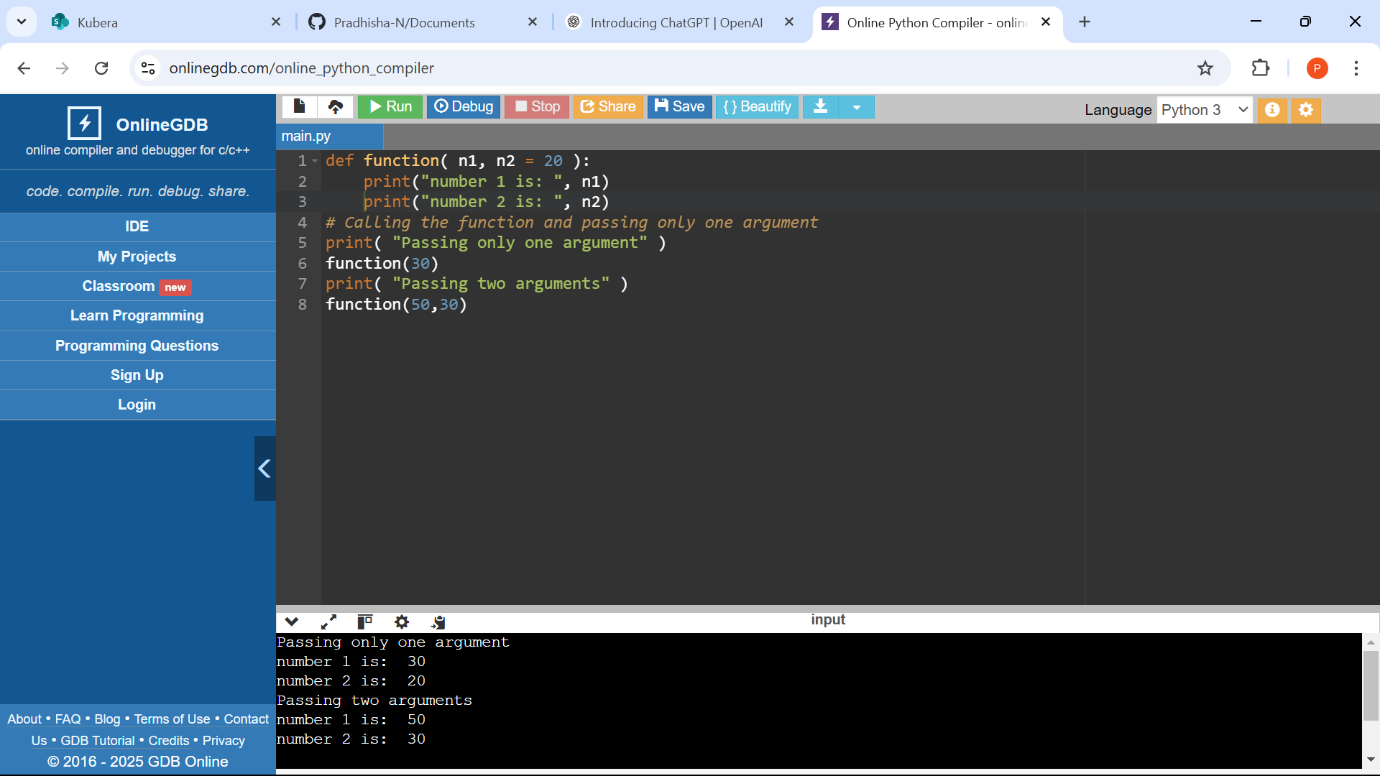 Kubera
Pradhisha-N/Documents
Introducing ChatGPT | OpenAI
Online Python Compiler - onlin
onlinegdb.com/online_python_compiler
P
OnlineGDB
online compiler and debugger for c/c++
code. compile. run. debug. share.
IDE
My Projects
Classroom new
Learn Programming
Programming Questions
Sign Up
Login
About • FAQ • Blog • Terms of Use • Contact
Us • GDB Tutorial • Credits • Privacy
© 2016 - 2025 GDB Online
Run Debug Stop Share Save { } Beautify
Language Python 3
main.py
1 def function( n1, n2 = 20 ):
2 print("number 1 is: ", n1)
3 print("number 2 is: ", n2)
4 # Calling the function and passing only one argument
5 print( "Passing only one argument" )
6 function(30)
7 print( "Passing two arguments" )
8 function(50,30)
input
Passing only one argument
number 1 is:  30
number 2 is:  20
Passing two arguments
number 1 is:  50
number 2 is:  30